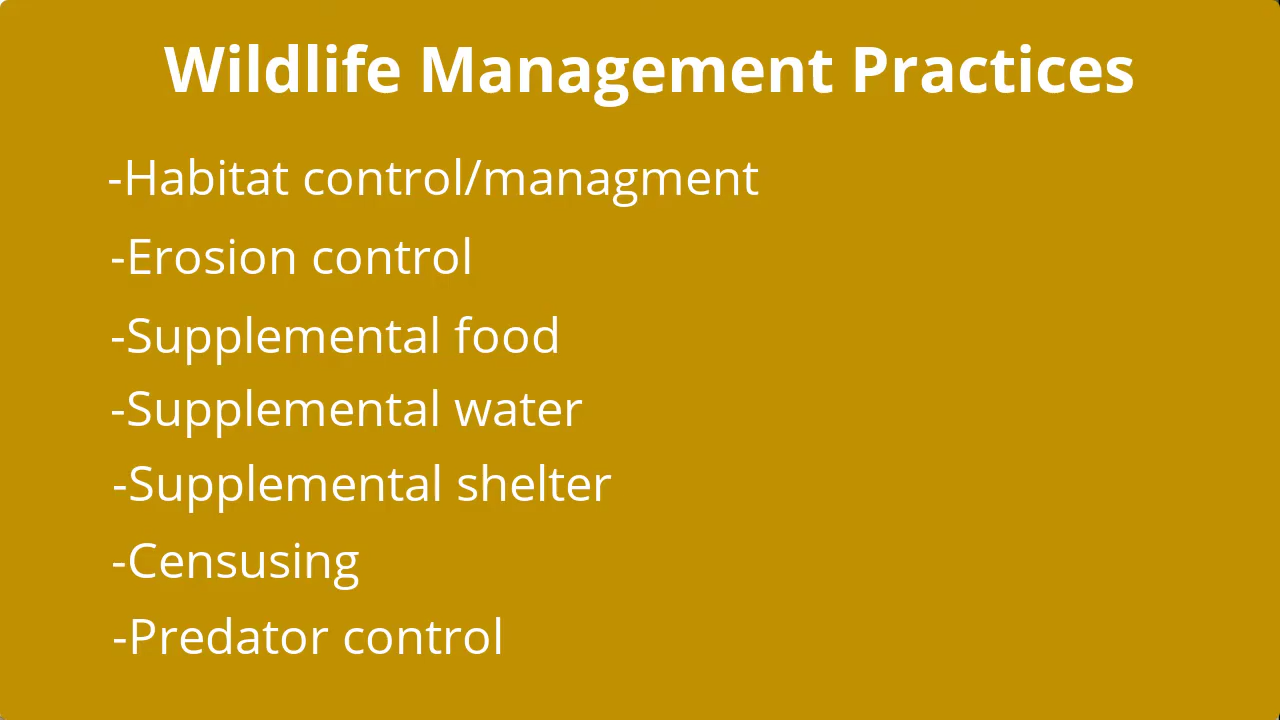 Wildlife Management Practices
-Habitat control/managment
-Erosion control
-Supplemental food
-Supplemental water
-Supplemental shelter
-Censusing
-Predator control